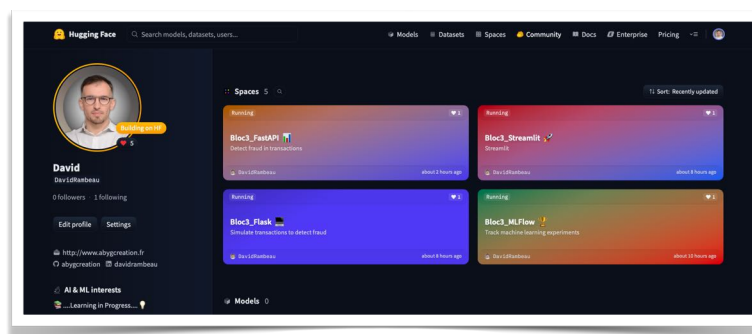 Hugging Face
Search models, datasets, users...
Models
Datasets
Spaces
Community
Docs
Enterprise
Pricing
Building on HF
5
David
DavidRambeau
0 followers · 1 following
Edit profile
Settings
http://www.abygcreation.fr
abygcreation
davidrambeau
AI & ML interests
....Learning in Progress....
Spaces 5
Sort: Recently updated
Running
1
Bloc3_FastAPI
Detect fraud in transactions
DavidRambeau
about 2 hours ago
Running
1
Bloc3_Streamlit
Streamlit
DavidRambeau
about 8 hours ago
Running
1
Bloc3_Flask
Simulate transactions to detect fraud
DavidRambeau
about 8 hours ago
Running
1
Bloc3_MLFlow
Track machine learning experiments
DavidRambeau
about 10 hours ago
Models 0